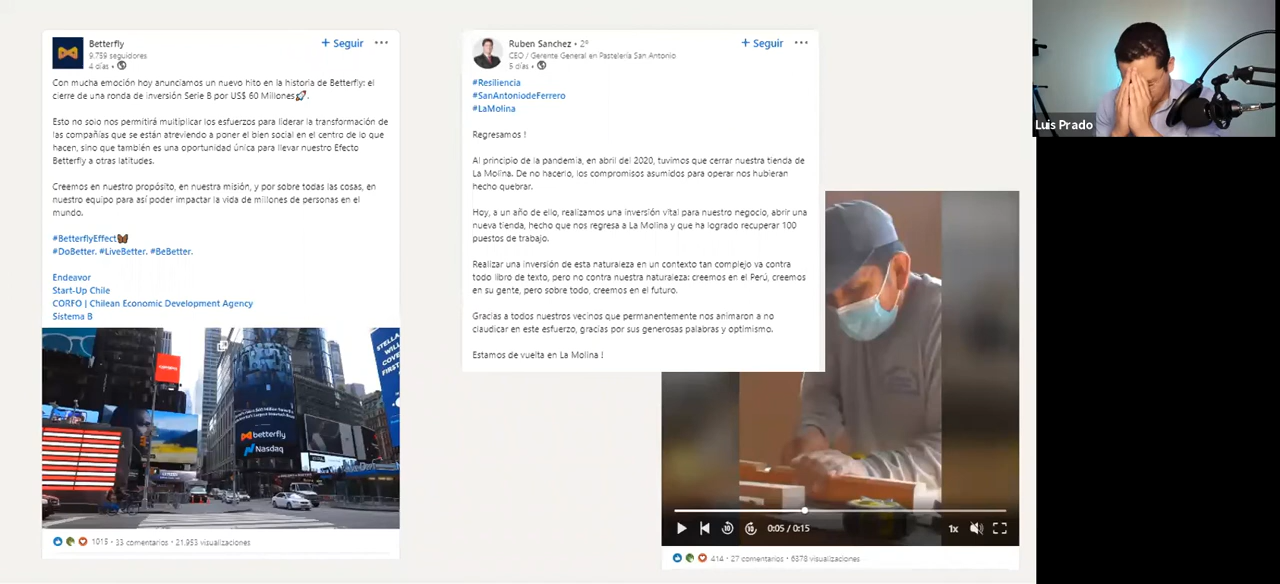 Betterfly
9.759 seguidores
4 días •
+ Seguir ...
Con mucha emoción hoy anunciamos un nuevo hito en la historia de Betterfly: el
cierre de una ronda de inversión Serie B por US$ 60 Millones🚀.
Esto no solo nos permitirá multiplicar los esfuerzos para liderar la transformación de
las compañías que se están atreviendo a poner el bien social en el centro de lo que
hacen, sino que también es una oportunidad única para llevar nuestro Efecto
Betterfly a otras latitudes.
Creemos en nuestro propósito, en nuestra misión, y por sobre todas las cosas, en
nuestro equipo para así poder impactar la vida de millones de personas en el
mundo.
#BetterflyEffect🦋
#DoBetter. #LiveBetter. #BeBetter.
Endeavor
Start-Up Chile
CORFO | Chilean Economic Development Agency
Sistema B
betterfly
Nasdaq
1015 • 33 comentarios • 21.953 visualizaciones
Ruben Sanchez • 2º
CEO / Gerente General en Pastelería San Antonio
5 días •
+ Seguir ...
#Resiliencia
#SanAntoniodeFerrero
#LaMolina
Regresamos !
Al principio de la pandemia, en abril del 2020, tuvimos que cerrar nuestra tienda de
La Molina. De no hacerlo, los compromisos asumidos para operar nos hubieran
hecho quebrar.
Hoy, a un año de ello, realizamos una inversión vital para nuestro negocio, abrir una
nueva tienda, hecho que nos regresa a La Molina y que ha logrado recuperar 100
puestos de trabajo.
Realizar una inversión de esta naturaleza en un contexto tan complejo va contra
todo libro de texto, pero no contra nuestra naturaleza: creemos en el Perú, creemos
en su gente, pero sobre todo, creemos en el futuro.
Gracias a todos nuestros vecinos que permanentemente nos animaron a no
claudicar en este esfuerzo, gracias por sus generosas palabras y optimismo.
Estamos de vuelta en La Molina !
10 10 0:05 / 0:15 1x
414 • 27 comentarios • 6378 visualizaciones
Luis Prado